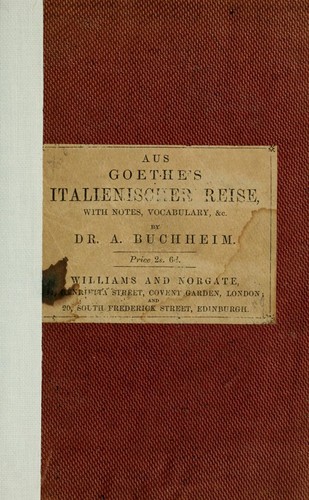 AUS
GOETHE'S
ITALIENISCHER REISE,
WITH NOTES, VOCABULARY, &c.
BY
DR. A. BUCHHEIM.
Price 2s. 6d.
WILLIAMS AND NORGATE,
HENRIETTA STREET, COVENT GARDEN, LONDON;
AND
20, SOUTH FREDERICK STREET, EDINBURGH.